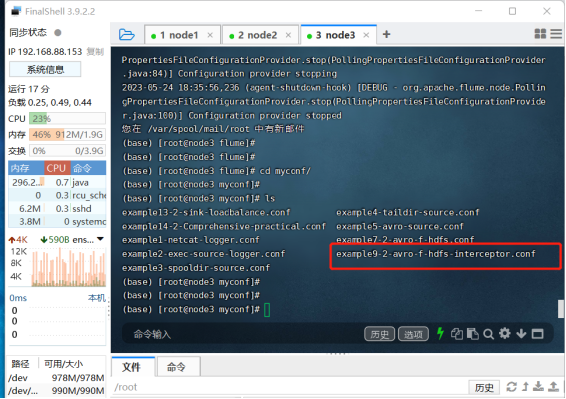 FinalShell 3.9.2.2
同步状态
IP 192.168.88.153 复制
系统信息
运行 17 分
负载 0.25, 0.49, 0.44
CPU 23%
内存 46% 912M/1.9G
交换 0% 0/3.9G
内存 CPU 命令
296.2... 0.7 java
0 0.3 rcu_sche
6.2M 0.3 sshd
3.8M 0 systemc
4K 590B ens...
12K
8K
4K
0ms 本机
0
0
0
路径 可用/大小
/dev 978M/978M
/dev/... 990M/990M
1 node1 ×
2 node2 ×
3 node3 × +
PropertiesFileConfigurationProvider.stop(PollingPropertiesFileConfigurationProvider
.java:84)] Configuration provider stopping
2023-05-24 18:35:56,236 (agent-shutdown-hook) [DEBUG - org.apache.flume.node.Pollin
gPropertiesFileConfigurationProvider.stop(PollingPropertiesFileConfigurationProvide
r.java:100)] Configuration provider stopped
您在 /var/spool/mail/root 中有新邮件
(base) [root@node3 flume]#
(base) [root@node3 flume]#
(base) [root@node3 flume]# cd myconf/
(base) [root@node3 myconf]#
(base) [root@node3 myconf]# ls
example13-2-sink-loadbalance.conf example4-taildir-source.conf
example14-2-Comprehensive-practical.conf example5-avro-source.conf
example1-netcat-logger.conf example7-2-avro-f-hdfs.conf
example2-exec-source-logger.conf example9-2-avro-f-hdfs-interceptor.conf
example3-spooldir-source.conf
(base) [root@node3 myconf]#
(base) [root@node3 myconf]#
(base) [root@node3 myconf]#
命令输入 历史 选项
文件 命令
/root 历史